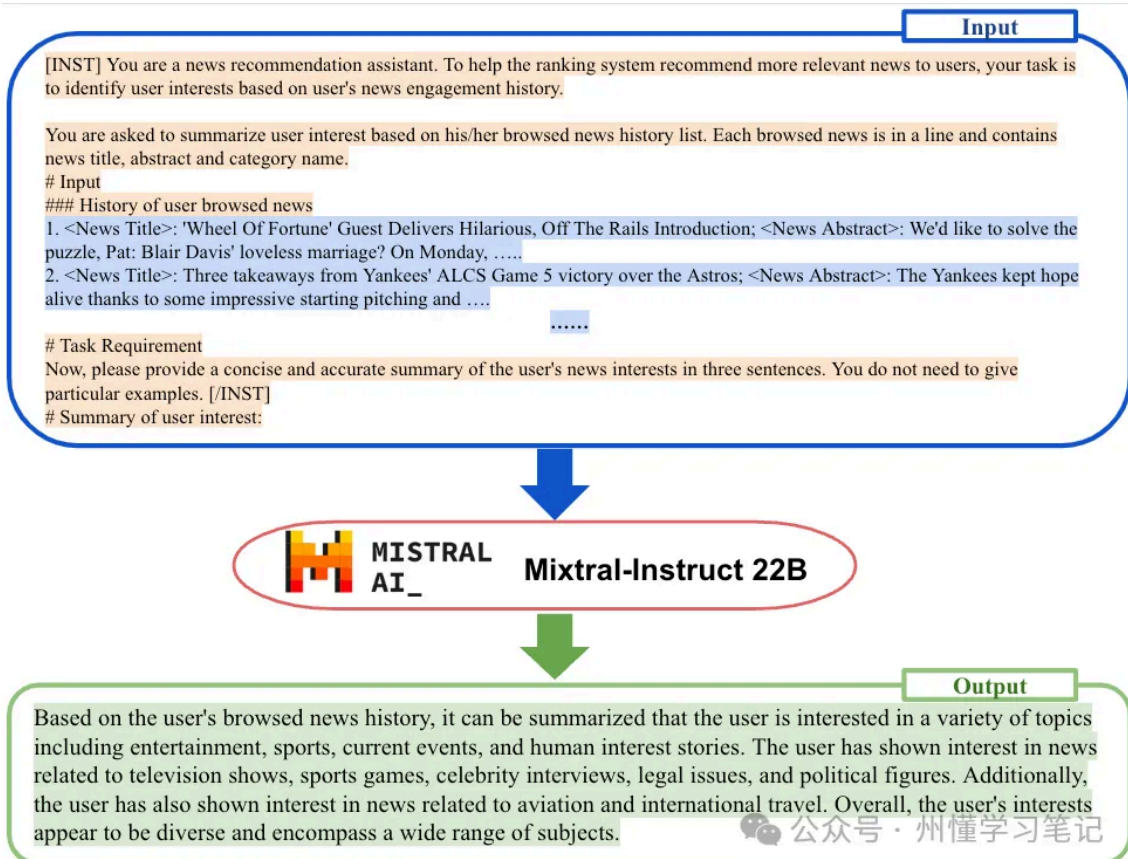 Input
[INST] You are a news recommendation assistant. To help the ranking system recommend more relevant news to users, your task is
to identify user interests based on user's news engagement history.
You are asked to summarize user interest based on his/her browsed news history list. Each browsed news is in a line and contains
news title, abstract and category name.
# Input
### History of user browsed news
1. <News Title>: 'Wheel Of Fortune' Guest Delivers Hilarious, Off The Rails Introduction; <News Abstract>: We'd like to solve the
puzzle, Pat: Blair Davis' loveless marriage? On Monday, …..
2. <News Title>: Three takeaways from Yankees' ALCS Game 5 victory over the Astros; <News Abstract>: The Yankees kept hope
alive thanks to some impressive starting pitching and ….
......
# Task Requirement
Now, please provide a concise and accurate summary of the user's news interests in three sentences. You do not need to give
particular examples. [/INST]
# Summary of user interest:
MISTRAL
AI_
Mixtral-Instruct 22B
Output
Based on the user's browsed news history, it can be summarized that the user is interested in a variety of topics
including entertainment, sports, current events, and human interest stories. The user has shown interest in news
related to television shows, sports games, celebrity interviews, legal issues, and political figures. Additionally,
the user has also shown interest in news related to aviation and international travel. Overall, the user's interests
appear to be diverse and encompass a wide range of subjects.
公众号 · 州懂学习笔记